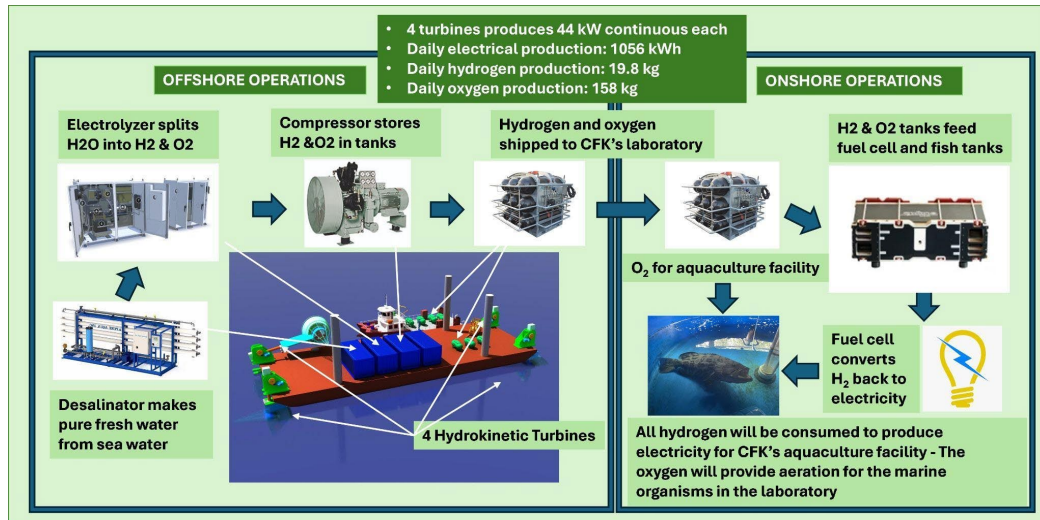 • 4 turbines produces 44 kW continuous each
• Daily electrical production: 1056 kWh
• Daily hydrogen production: 19.8 kg
• Daily oxygen production: 158 kg
OFFSHORE OPERATIONS
Electrolyzer splits
H2O into H2 & O2
Compressor stores
H2 &O2 in tanks
Hydrogen and oxygen
shipped to CFK's laboratory
Desalinator makes
pure fresh water
from sea water
4 Hydrokinetic Turbines
ONSHORE OPERATIONS
H2 & O2 tanks feed
fuel cell and fish tanks
O₂ for aquaculture facility
Fuel cell
converts
H₂ back to
electricity
All hydrogen will be consumed to produce
electricity for CFK's aquaculture facility - The
oxygen will provide aeration for the marine
organisms in the laboratory